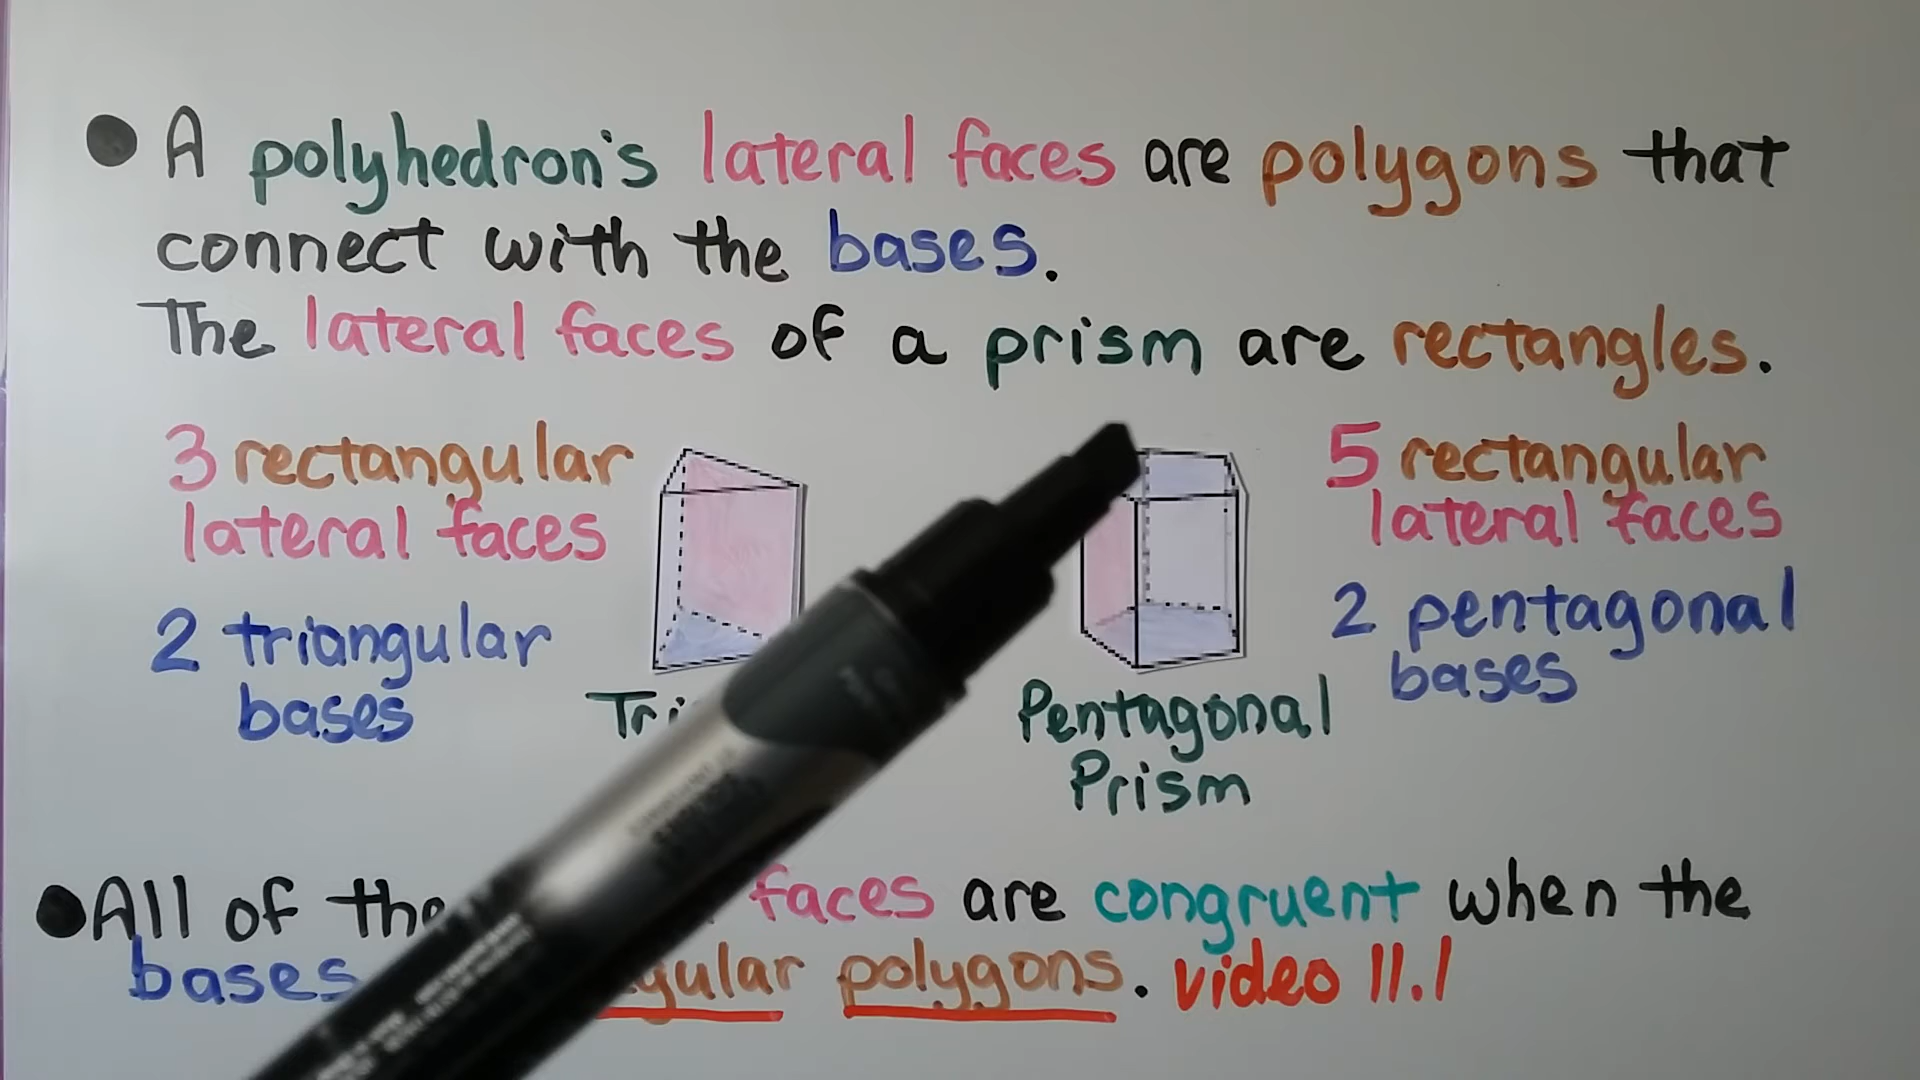 A polyhedron's lateral faces are polygons that
connect with the bases.
The lateral faces of a prism are rectangles.
3 rectangular
lateral faces
2 triangular
bases
5 rectangular
lateral faces
2 pentagonal
bases
Pentagonal
Prism
All of the faces are congruent when the
bases polygons. video 11.1